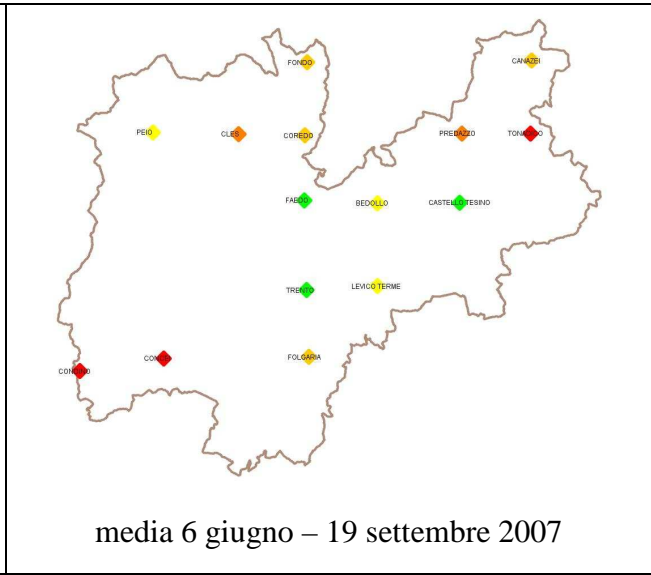 FONDO
CANAZEI
PEIO
CLES
COREDO
PREDAZZO
FAEDO
BEDOLLO
CASTELLO TESINO
TRENTO
LEVICO TERME
FOLGARIA
media 6 giugno – 19 settembre 2007